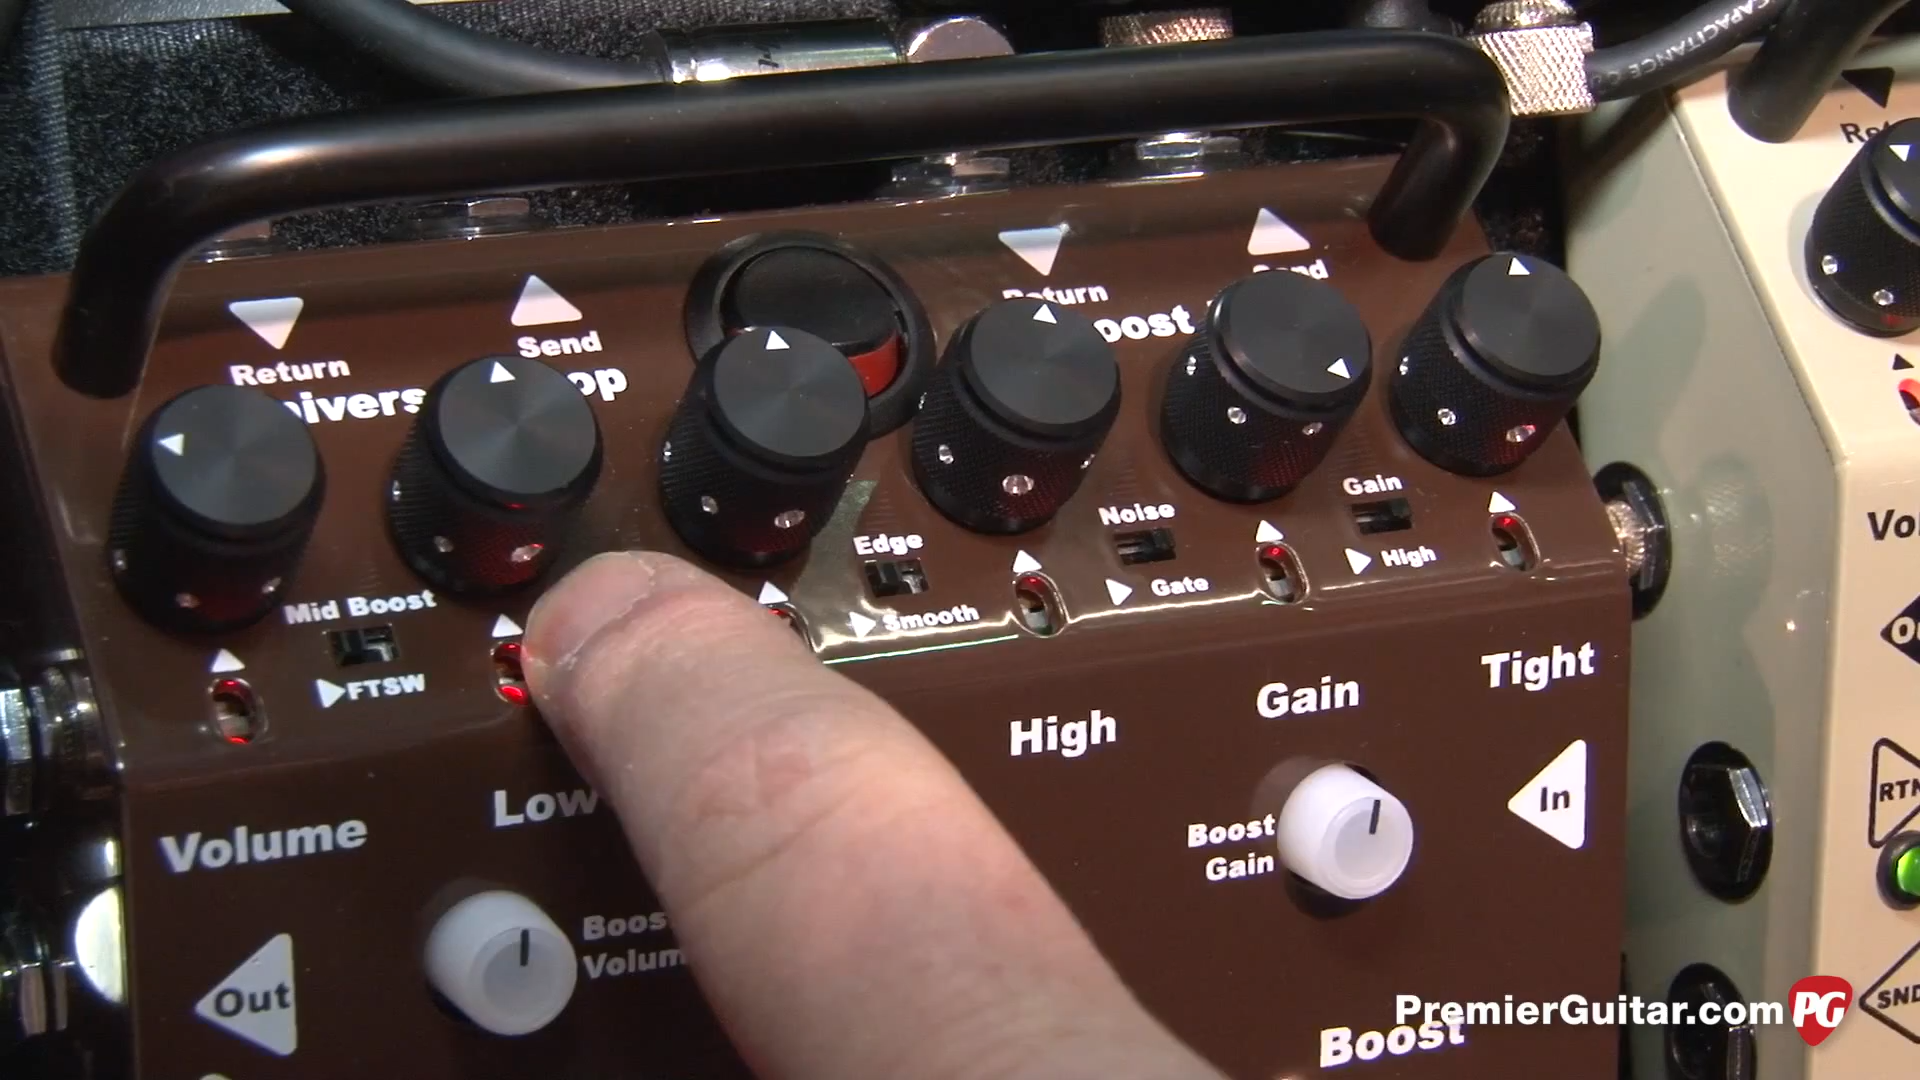 CAPACITANCE
Return
Send
Return
Send
Mid Boost
FTSW
Edge
Smooth
Noise
Gate
Gain
High
Volume
Low
High
Gain
Tight
Boost
Gain
In
Out
RTN
SND
Boost
PremierGuitar.com
PG